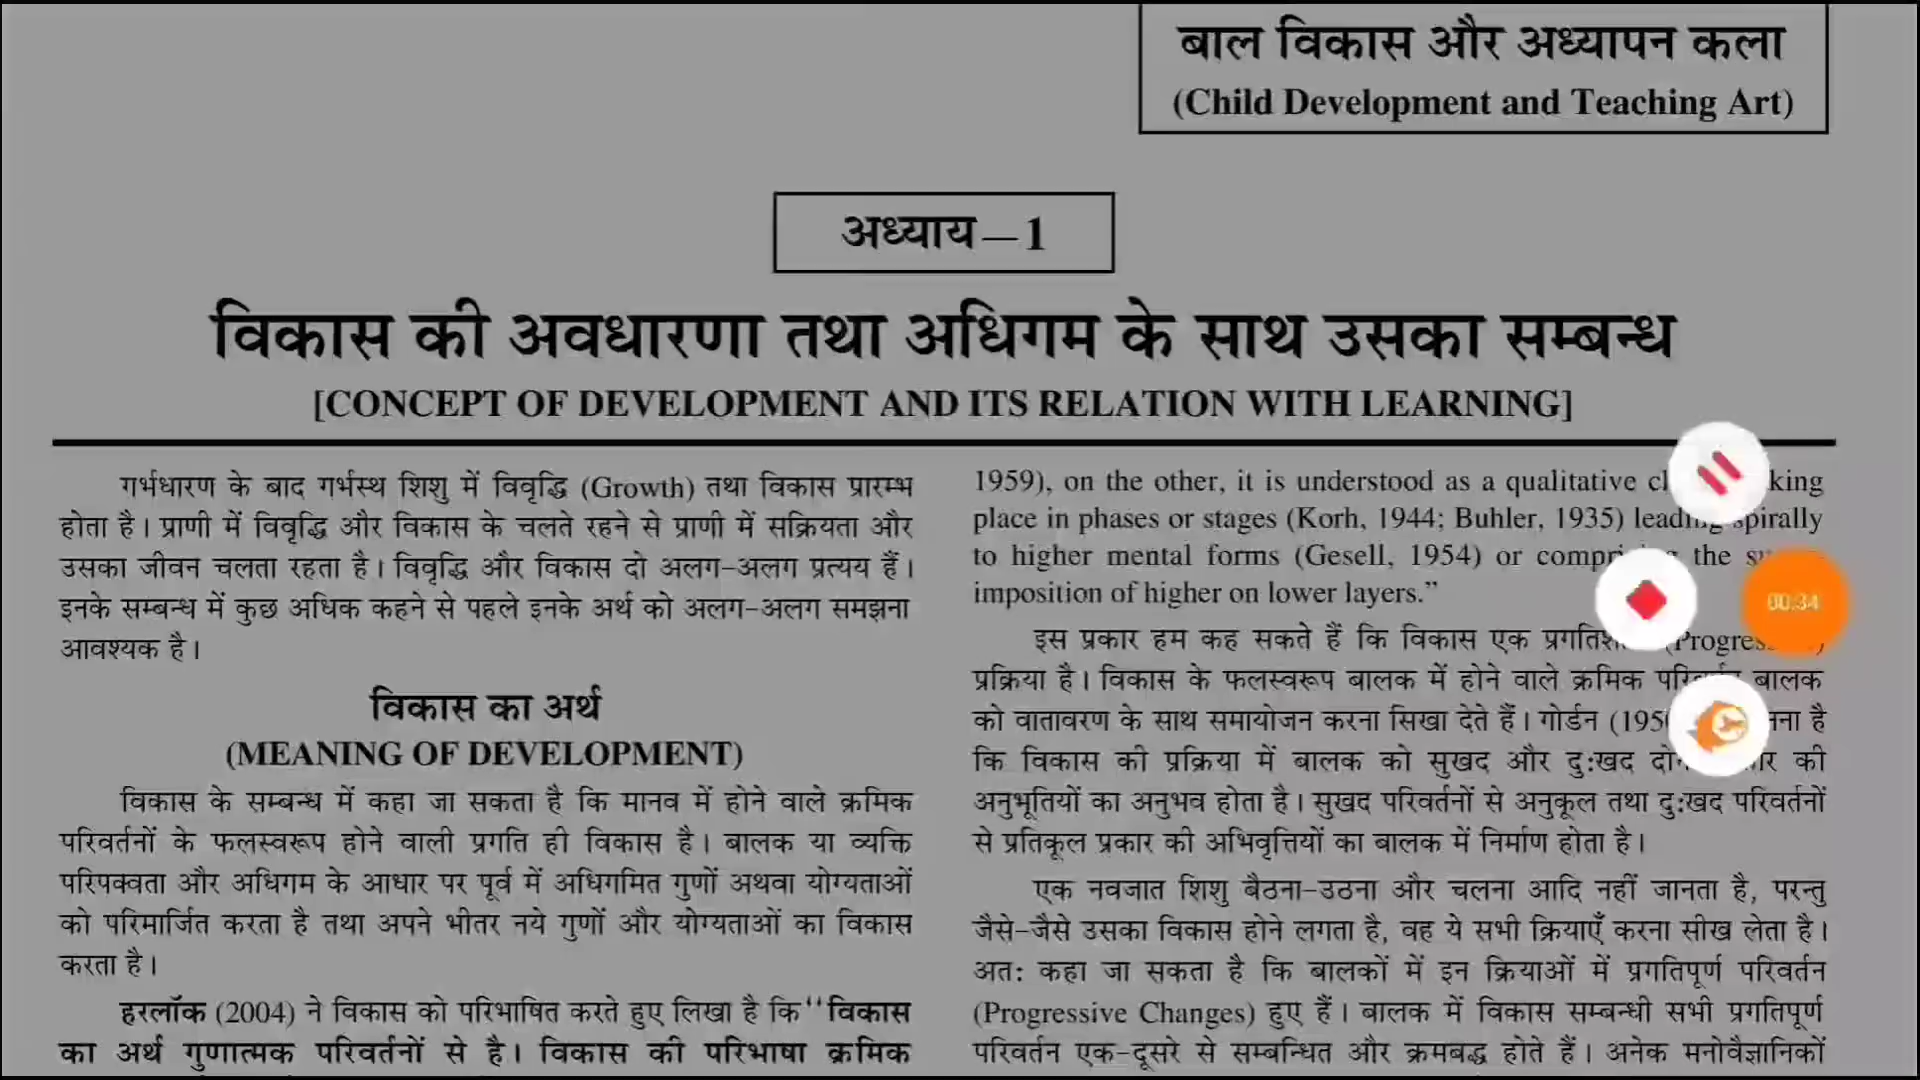 बाल विकास और अध्यापन कला
(Child Development and Teaching Art)
अध्याय—1
विकास की अवधारणा तथा अधिगम के साथ उसका सम्बन्ध
[CONCEPT OF DEVELOPMENT AND ITS RELATION WITH LEARNING]
गर्भधारण के बाद गर्भस्थ शिशु में विवृद्धि (Growth) तथा विकास प्रारम्भ
होता है। प्राणी में विवृद्धि और विकास के चलते रहने से प्राणी में सक्रियता और
उसका जीवन चलता रहता है। विवृद्धि और विकास दो अलग-अलग प्रत्यय हैं।
इनके सम्बन्ध में कुछ अधिक कहने से पहले इनके अर्थ को अलग-अलग समझना
आवश्यक है।
विकास का अर्थ
(MEANING OF DEVELOPMENT)
विकास के सम्बन्ध में कहा जा सकता है कि मानव में होने वाले क्रमिक
परिवर्तनों के फलस्वरूप होने वाली प्रगति ही विकास है। बालक या व्यक्ति
परिपक्वता और अधिगम के आधार पर पूर्व में अधिगमित गुणों अथवा योग्यताओं
को परिमार्जित करता है तथा अपने भीतर नये गुणों और योग्यताओं का विकास
करता है।
हरलॉक (2004) ने विकास को परिभाषित करते हुए लिखा है कि ‘‘विकास
का अर्थ गुणात्मक परिवर्तनों से है। विकास की परिभाषा क्रमिक
1959), on the other, it is understood as a qualitative
place in phases or stages (Korh, 1944; Buhler, 1935) leading spirally
to higher mental forms (Gesell, 1954) or the
imposition of higher on lower layers.”
इस प्रकार हम कह सकते हैं कि विकास एक
प्रक्रिया है। विकास के फलस्वरूप बालक में होने वाले क्रमिक बालक
को वातावरण के साथ समायोजन करना सिखा देते हैं। गोर्डन है
कि विकास की प्रक्रिया में बालक को सुखद और दुःखद की
अनुभूतियों का अनुभव होता है। सुखद परिवर्तनों से अनुकूल तथा दुःखद परिवर्तनों
से प्रतिकूल प्रकार की अभिवृत्तियों का बालक में निर्माण होता है।
एक नवजात शिशु बैठना-उठना और चलना आदि नहीं जानता है, परन्तु
जैसे-जैसे उसका विकास होने लगता है, वह ये सभी क्रियाएँ करना सीख लेता है।
अतः कहा जा सकता है कि बालकों में इन क्रियाओं में प्रगतिपूर्ण परिवर्तन
(Progressive Changes) हुए हैं। बालक में विकास सम्बन्धी सभी प्रगतिपूर्ण
परिवर्तन एक-दूसरे से सम्बन्धित और क्रमबद्ध होते हैं। अनेक मनोवैज्ञानिकों
00:34